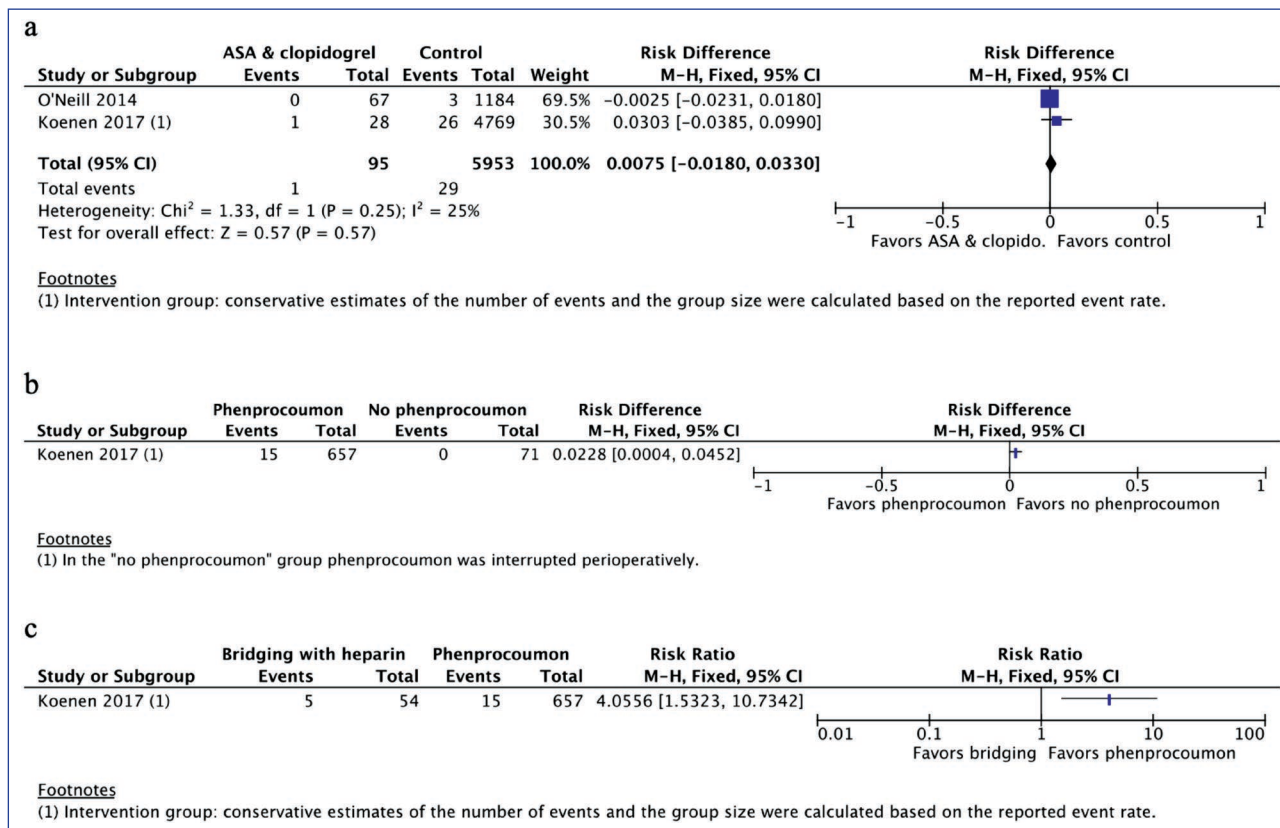 a
ASA & clopidogrel Control Risk Difference Risk Difference
Study or Subgroup Events Total Events Total Weight M-H, Fixed, 95% CI M-H, Fixed, 95% CI
O'Neill 2014 0 67 3 1184 69.5% -0.0025 [-0.0231, 0.0180]
Koenen 2017 (1) 1 28 26 4769 30.5% 0.0303 [-0.0385, 0.0990]
Total (95% CI) 95 5953 100.0% 0.0075 [-0.0180, 0.0330]
Total events 1 29
Heterogeneity: Chi² = 1.33, df = 1 (P = 0.25); I² = 25%
Test for overall effect: Z = 0.57 (P = 0.57)
-1 -0.5 0 0.5 1
Favors ASA & clopido. Favors control
Footnotes
(1) Intervention group: conservative estimates of the number of events and the group size were calculated based on the reported event rate.
b
Phenprocoumon No phenprocoumon Risk Difference Risk Difference
Study or Subgroup Events Total Events Total M-H, Fixed, 95% CI M-H, Fixed, 95% CI
Koenen 2017 (1) 15 657 0 71 0.0228 [0.0004, 0.0452]
-1 -0.5 0 0.5 1
Favors phenprocoumon Favors no phenprocoumon
Footnotes
(1) In the "no phenprocoumon" group phenprocoumon was interrupted perioperatively.
c
Bridging with heparin Phenprocoumon Risk Ratio Risk Ratio
Study or Subgroup Events Total Events Total M-H, Fixed, 95% CI M-H, Fixed, 95% CI
Koenen 2017 (1) 5 54 15 657 4.0556 [1.5323, 10.7342]
0.01 0.1 1 10 100
Favors bridging Favors phenprocoumon
Footnotes
(1) Intervention group: conservative estimates of the number of events and the group size were calculated based on the reported event rate.